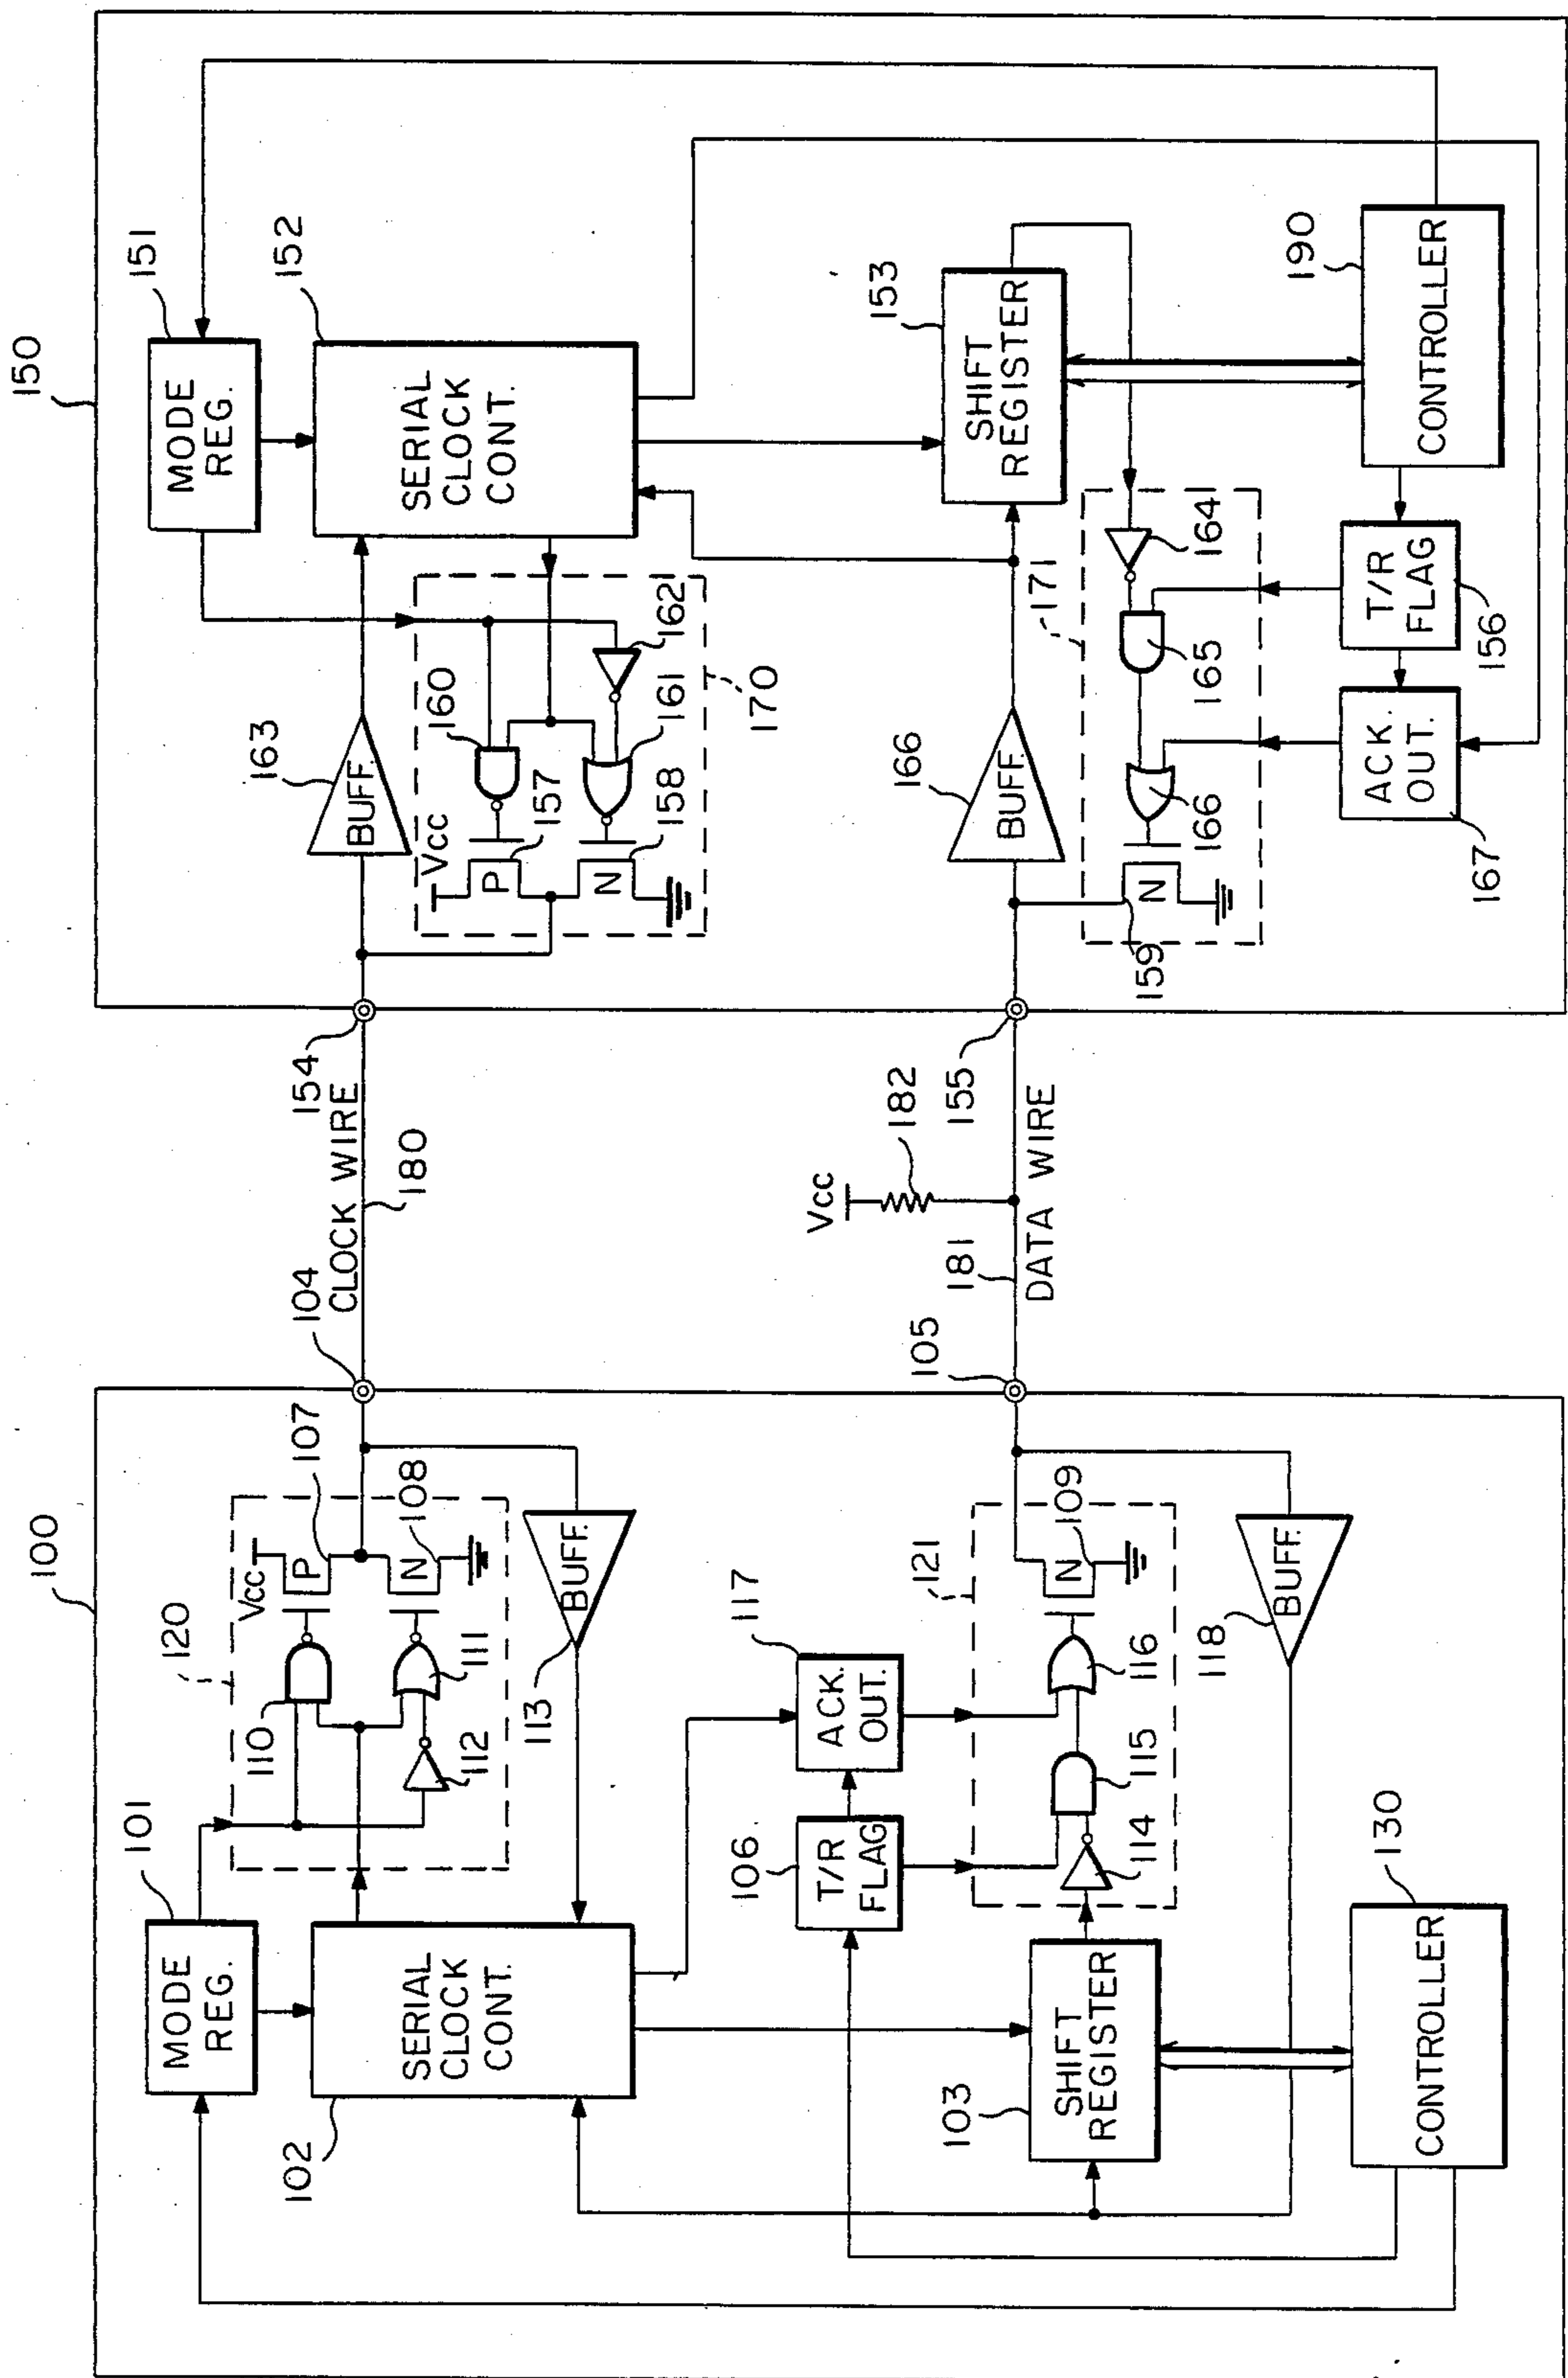 100
101
MODE
REG.
102
SERIAL
CLOCK
CONT.
120
Vcc
P
107
N
108
110
111
112
BUFF.
113
104
CLOCK WIRE
180
154
117
ACK.
OUT.
106
T/R
FLAG
121
N
109
116
115
114
103
SHIFT
REGISTER
118
BUFF.
130
CONTROLLER
105
181
DATA WIRE
Vcc
182
155
150
151
MODE
REG.
152
SERIAL
CLOCK
CONT.
163
BUFF.
Vcc
P
157
N
158
160
161
162
170
153
SHIFT
REGISTER
166
BUFF.
171
164
165
166
N
159
190
CONTROLLER
T/R
FLAG
156
ACK.
OUT.
167